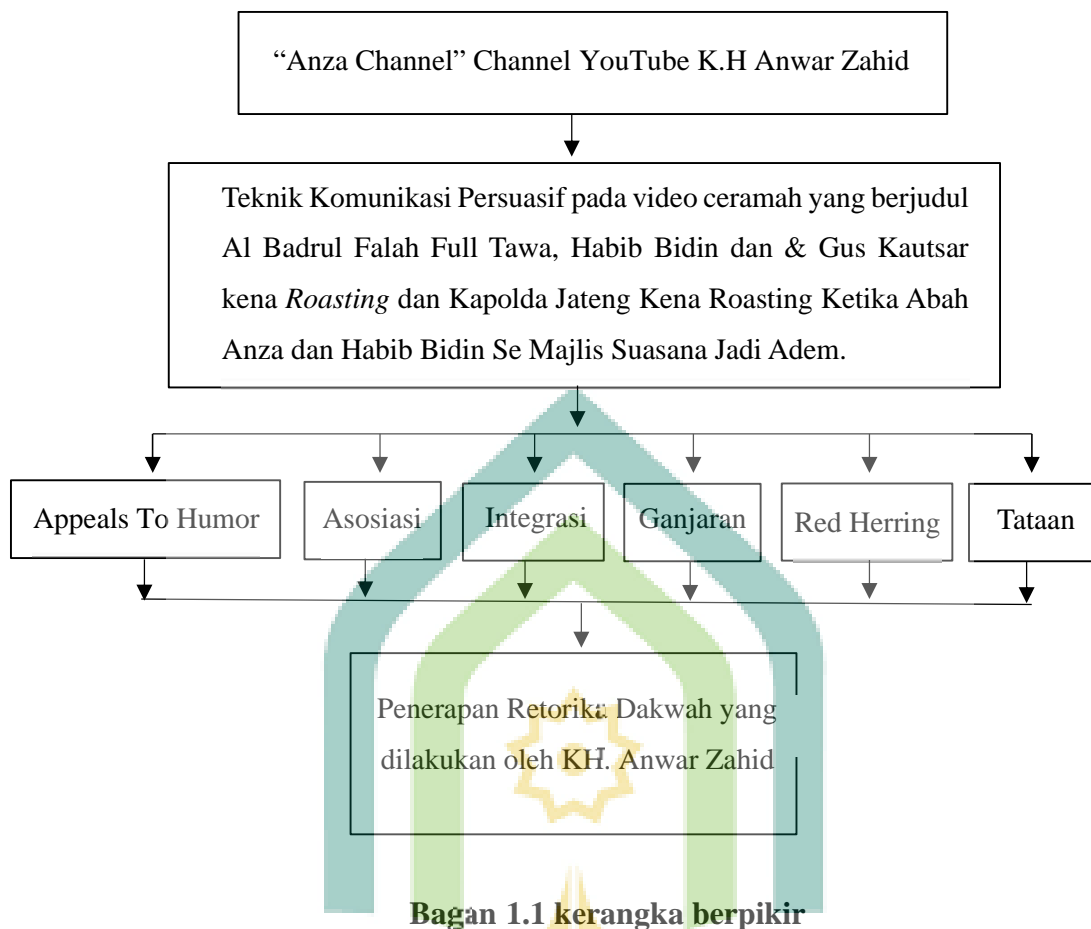 “Anza Channel” Channel YouTube K.H Anwar Zahid
Teknik Komunikasi Persuasif pada video ceramah yang berjudul
Al Badrul Falah Full Tawa, Habib Bidin dan & Gus Kautsar
kena Roasting dan Kapolda Jateng Kena Roasting Ketika Abah
Anza dan Habib Bidin Se Majlis Suasana Jadi Adem.
Appeals To Humor
Asosiasi
Integrasi
Ganjaran
Red Herring
Tataan
Penerapan Retorika Dakwah yang
dilakukan oleh KH. Anwar Zahid
Bagan 1.1 kerangka berpikir